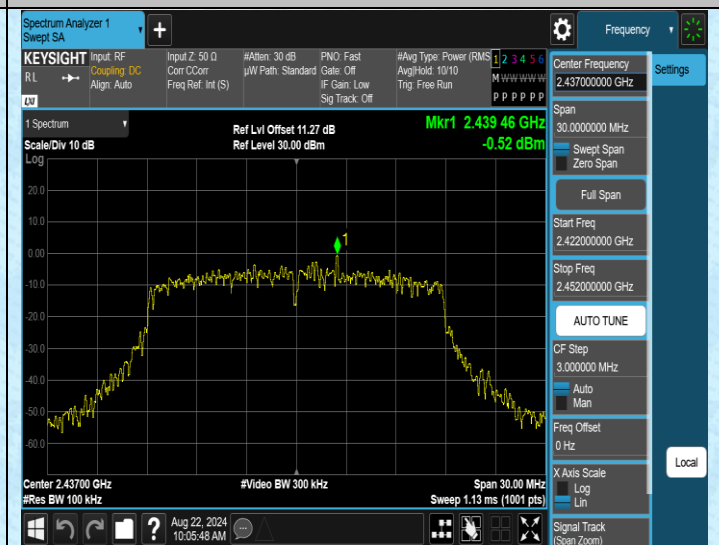 Spectrum Analyzer 1
Swept SA
+
Frequency
KEYSIGHT
R L
LXI
Input: RF
Coupling: DC
Align: Auto
Input Z: 50 Ω
Corr CCorr
Freq Ref: Int (S)
#Atten: 30 dB
µW Path: Standard
PNO: Fast
Gate: Off
IF Gain: Low
Sig Track: Off
#Avg Type: Power (RMS
Avg|Hold: 10/10
Trig: Free Run
1 2 3 4 5 6
M W W W W W
P P P P P P
1 Spectrum
Scale/Div 10 dB
Log
Ref Lvl Offset 11.27 dB
Ref Level 30.00 dBm
Mkr1 2.439 46 GHz
-0.52 dBm
20.0
10.0
0.00
-10.0
-20.0
-30.0
-40.0
-50.0
-60.0
1
Center 2.43700 GHz
#Res BW 100 kHz
#Video BW 300 kHz
Span 30.00 MHz
Sweep 1.13 ms (1001 pts)
Center Frequency
2.437000000 GHz
Span
30.0000000 MHz
Swept Span
Zero Span
Full Span
Start Freq
2.422000000 GHz
Stop Freq
2.452000000 GHz
AUTO TUNE
CF Step
3.000000 MHz
Auto
Man
Freq Offset
0 Hz
X Axis Scale
Log
Lin
Signal Track
(Span Zoom)
Settings
Local
?
Aug 22, 2024
10:05:48 AM